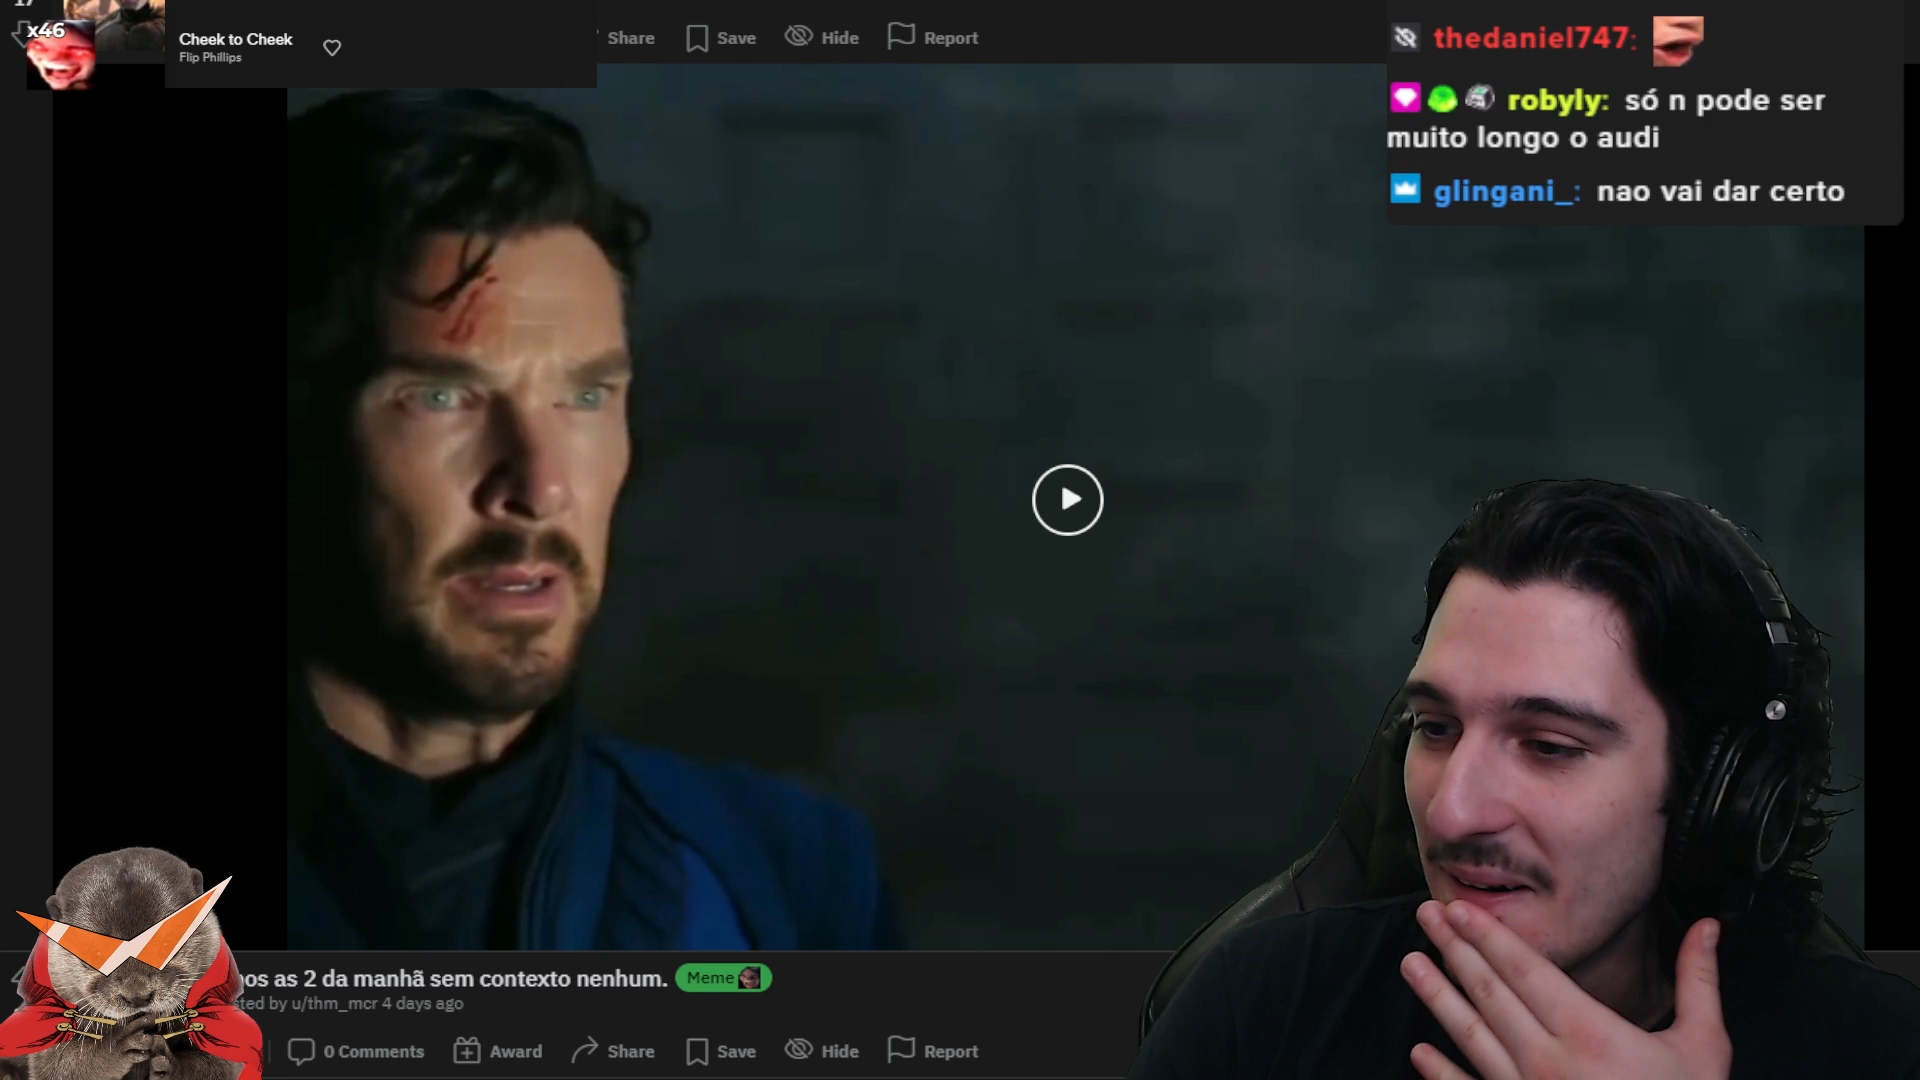 17
x46
Cheek to Cheek
Flip Phillips
Share
Save
Hide
Report
thedaniel747:
robyly: só n pode ser
muito longo o audi
glingani_: nao vai dar certo
as 2 da manhã sem contexto nenhum.
Meme
by u/thm_mcr 4 days ago
0 Comments
Award
Share
Save
Hide
Report